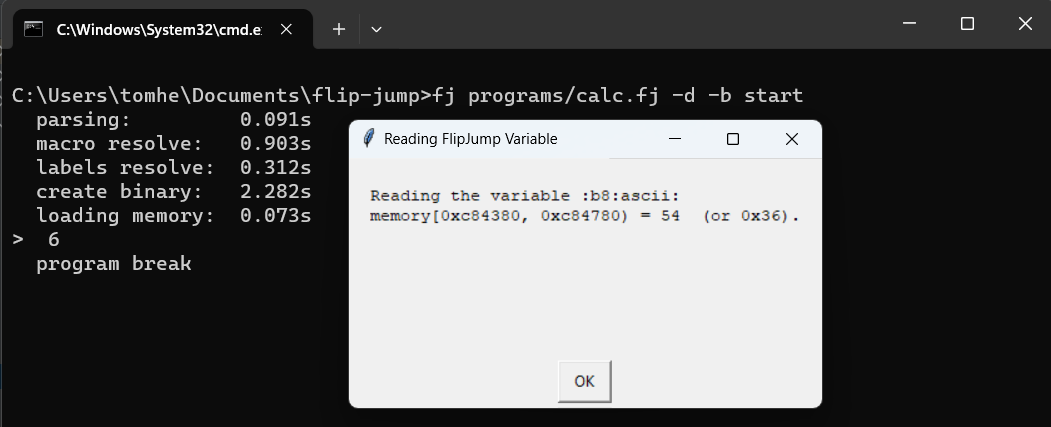 C:\Windows\System32\cmd.e
C:\Users\tomhe\Documents\flip-jump>fj programs/calc.fj -d -b start
parsing: 0.091s
macro resolve: 0.903s
labels resolve: 0.312s
create binary: 2.282s
loading memory: 0.073s
> 6
program break
Reading FlipJump Variable
Reading the variable :b8:ascii:
memory[0xc84380, 0xc84780) = 54 (or 0x36).
OK